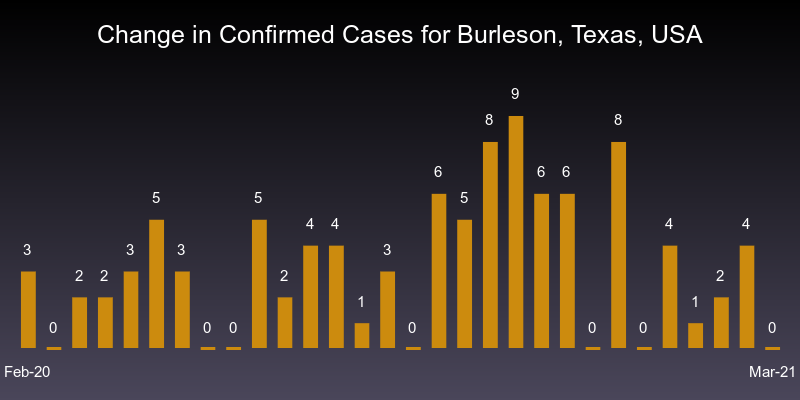 Change in Confirmed Cases for Burleson, Texas, USA
3 0 2 2 3 5 3 0 0 5 2 4 4 1 3 0 6 5 8 9 6 6 0 8 0 4 1 2 4 0
Feb-20 Mar-21